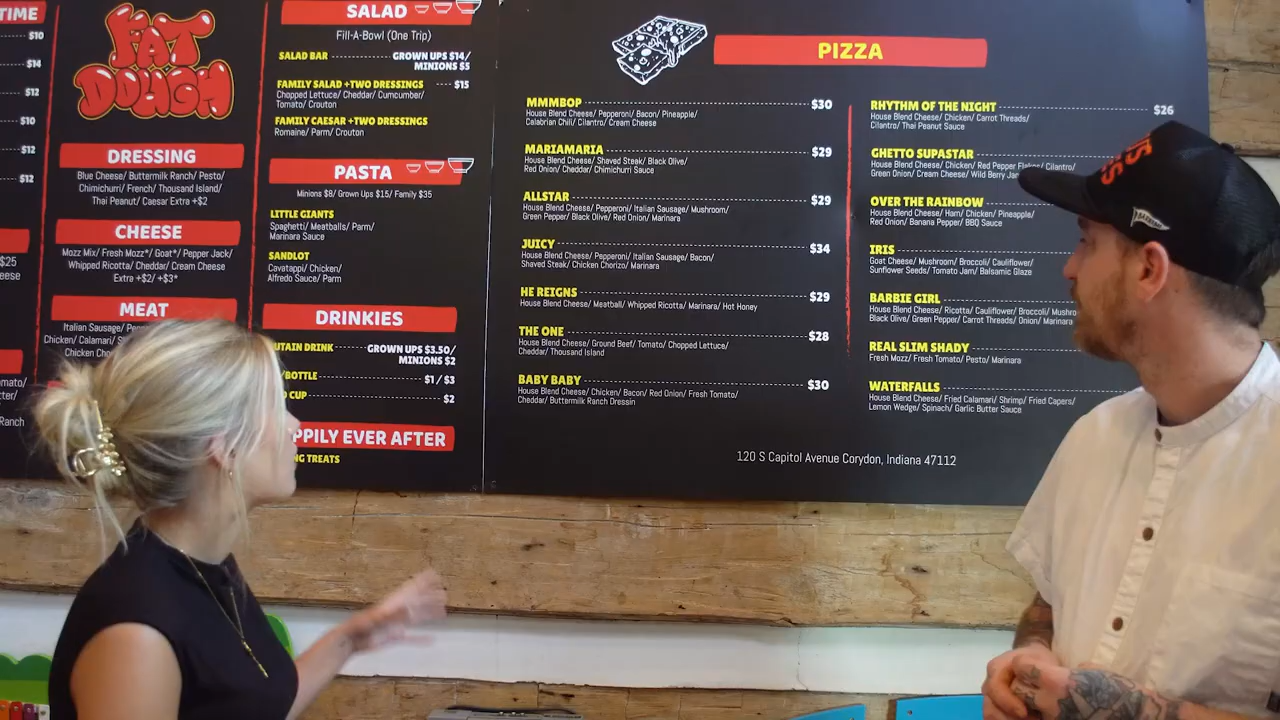 TIME
$10
$14
$12
$10
$12
$12
$25
FAT
DOUGH
DRESSING
Blue Cheese/ Buttermilk Ranch/ Pesto/
Chimichurri/ French/ Thousand Island/
Thai Peanut/ Caesar Extra +$2
CHEESE
Mozz Mix/ Fresh Mozz*/ Goat*/ Pepper Jack/
Whipped Ricotta/ Cheddar/ Cream Cheese
Extra +$2/ +$3*
MEAT
Italian Sausage/
Chicken/ Calamari/
Chicken
Ranch
SALAD
Fill-A-Bowl (One Trip)
SALAD BAR GROWN UPS $14/
MINIONS $5
FAMILY SALAD +TWO DRESSINGS $15
Chopped Lettuce/ Cheddar/ Cumcumber/
Tomato/ Crouton
FAMILY CAESAR +TWO DRESSINGS
Romaine/ Parm/ Crouton
PASTA
Minions $8/ Grown Ups $15/ Family $35
LITTLE GIANTS
Spaghetti/ Meatballs/ Parm/
Marinara Sauce
SANDLOT
Cavatappi/ Chicken/
Alfredo Sauce/ Parm
DRINKIES
DRINK GROWN UPS $3.50/
MINIONS $2
BOTTLE $1 / $3
CUP $2
EVER AFTER
TREATS
PIZZA
MMMBOP $30
House Blend Cheese/ Pepperoni/ Bacon/ Pineapple/
Calabrian Chili/ Cilantro/ Cream Cheese
MARIAMARIA $29
House Blend Cheese/ Shaved Steak/ Black Olive/
Red Onion/ Cheddar/ Chimichurri Sauce
ALLSTAR $29
House Blend Cheese/ Pepperoni/ Italian Sausage/ Mushroom/
Green Pepper/ Black Olive/ Red Onion/ Marinara
JUICY $34
House Blend Cheese/ Pepperoni/ Italian Sausage/ Bacon/
Shaved Steak/ Chicken Chorizo/ Marinara
HE REIGNS $29
House Blend Cheese/ Meatball/ Whipped Ricotta/ Marinara/ Hot Honey
THE ONE $28
House Blend Cheese/ Ground Beef/ Tomato/ Chopped Lettuce/
Cheddar/ Thousand Island
BABY BABY $30
House Blend Cheese/ Chicken/ Bacon/ Red Onion/ Fresh Tomato/
Cheddar/ Buttermilk Ranch Dressin
RHYTHM OF THE NIGHT $26
House Blend Cheese/ Chicken/ Carrot Threads/
Cilantro/ Thai Peanut Sauce
GHETTO SUPASTAR
House Blend Cheese/ Chicken/ Red Pepper Flakes/ Cilantro/
Green Onion/ Cream Cheese/ Wild Berry
OVER THE RAINBOW
House Blend Cheese/ Ham/ Chicken/ Pineapple/
Red Onion/ Banana Pepper/ BBQ Sauce
IRIS
Goat Cheese/ Mushroom/ Broccoli/ Cauliflower/
Sunflower Seeds/ Tomato Jam/ Balsamic Glaze
BARBIE GIRL
House Blend Cheese/ Ricotta/ Cauliflower/ Broccoli/
Black Olive/ Green Pepper/ Carrot Threads/ Onion/ Marinara
REAL SLIM SHADY
Fresh Mozz/ Fresh Tomato/ Pesto/ Marinara
WATERFALLS
House Blend Cheese/ Fried Calamari/ Shrimp/ Fried Capers/
Lemon Wedge/ Spinach/ Garlic Butter Sauce
120 S Capitol Avenue Corydon, Indiana 47112